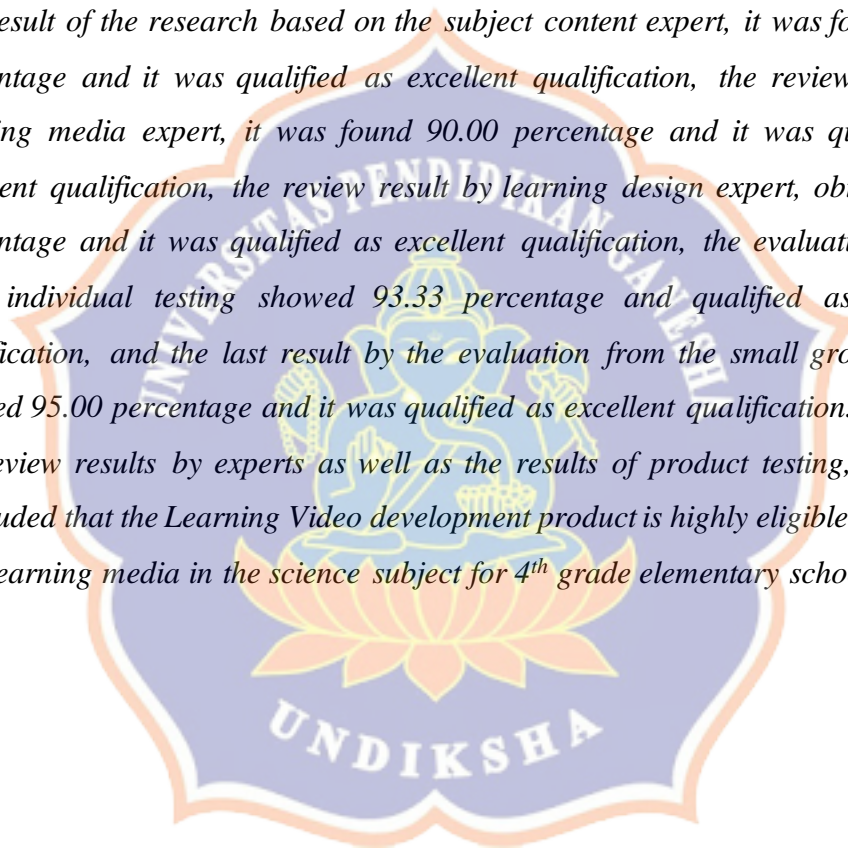 esult of the research based on the subject content expert, it was fo
ntage and it was qualified as excellent qualification, the review
ing media expert, it was found 90.00 percentage and it was qu
ent qualification, the review result by learning design expert, ob
ntage and it was qualified as excellent qualification, the evaluati
individual testing showed 93.33 percentage and qualified as
fication, and the last result by the evaluation from the small gro
ed 95.00 percentage and it was qualified as excellent qualification.
eview results by experts as well as the results of product testing,
uded that the Learning Video development product is highly eligible
earning media in the science subject for 4th grade elementary scho
UNIVERSITAS PENDIDIKAN GANESHA
UNDIKSHA